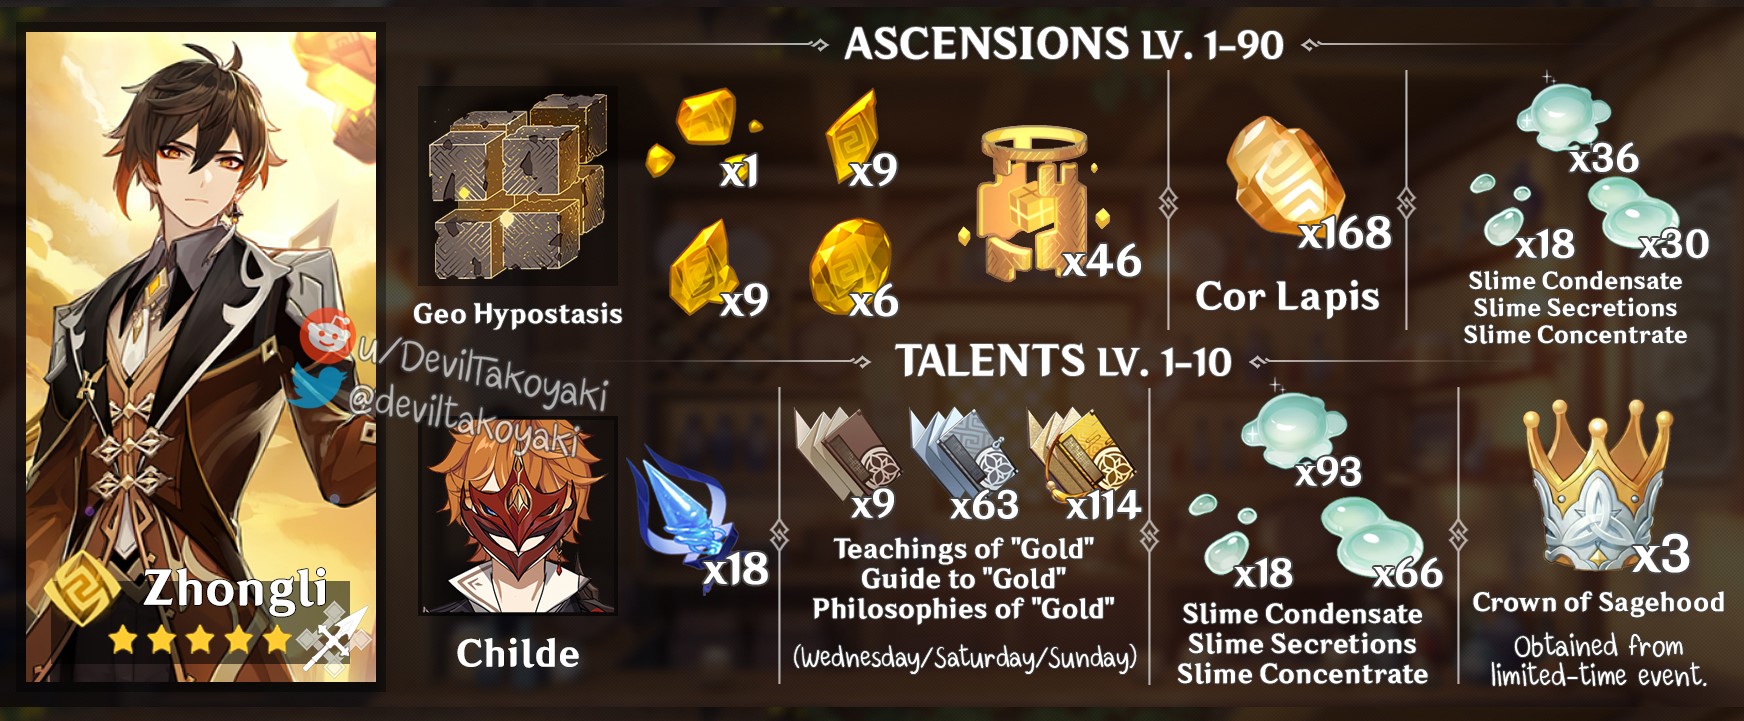 ASCENSIONS LV. 1-90
x1
x9
x9
x6
x46
x168
x36
x18
x30
Geo Hypostasis
Cor Lapis
Slime Condensate
Slime Secretions
Slime Concentrate
u/DevilTakoyaki
@deviltakoyaki
TALENTS LV. 1-10
x18
x9
x63
x114
x93
x18
x66
x3
Zhongli
Childe
Teachings of "Gold"
Guide to "Gold"
Philosophies of "Gold"
(Wednesday/Saturday/Sunday)
Slime Condensate
Slime Secretions
Slime Concentrate
Crown of Sagehood
Obtained from
limited-time event.